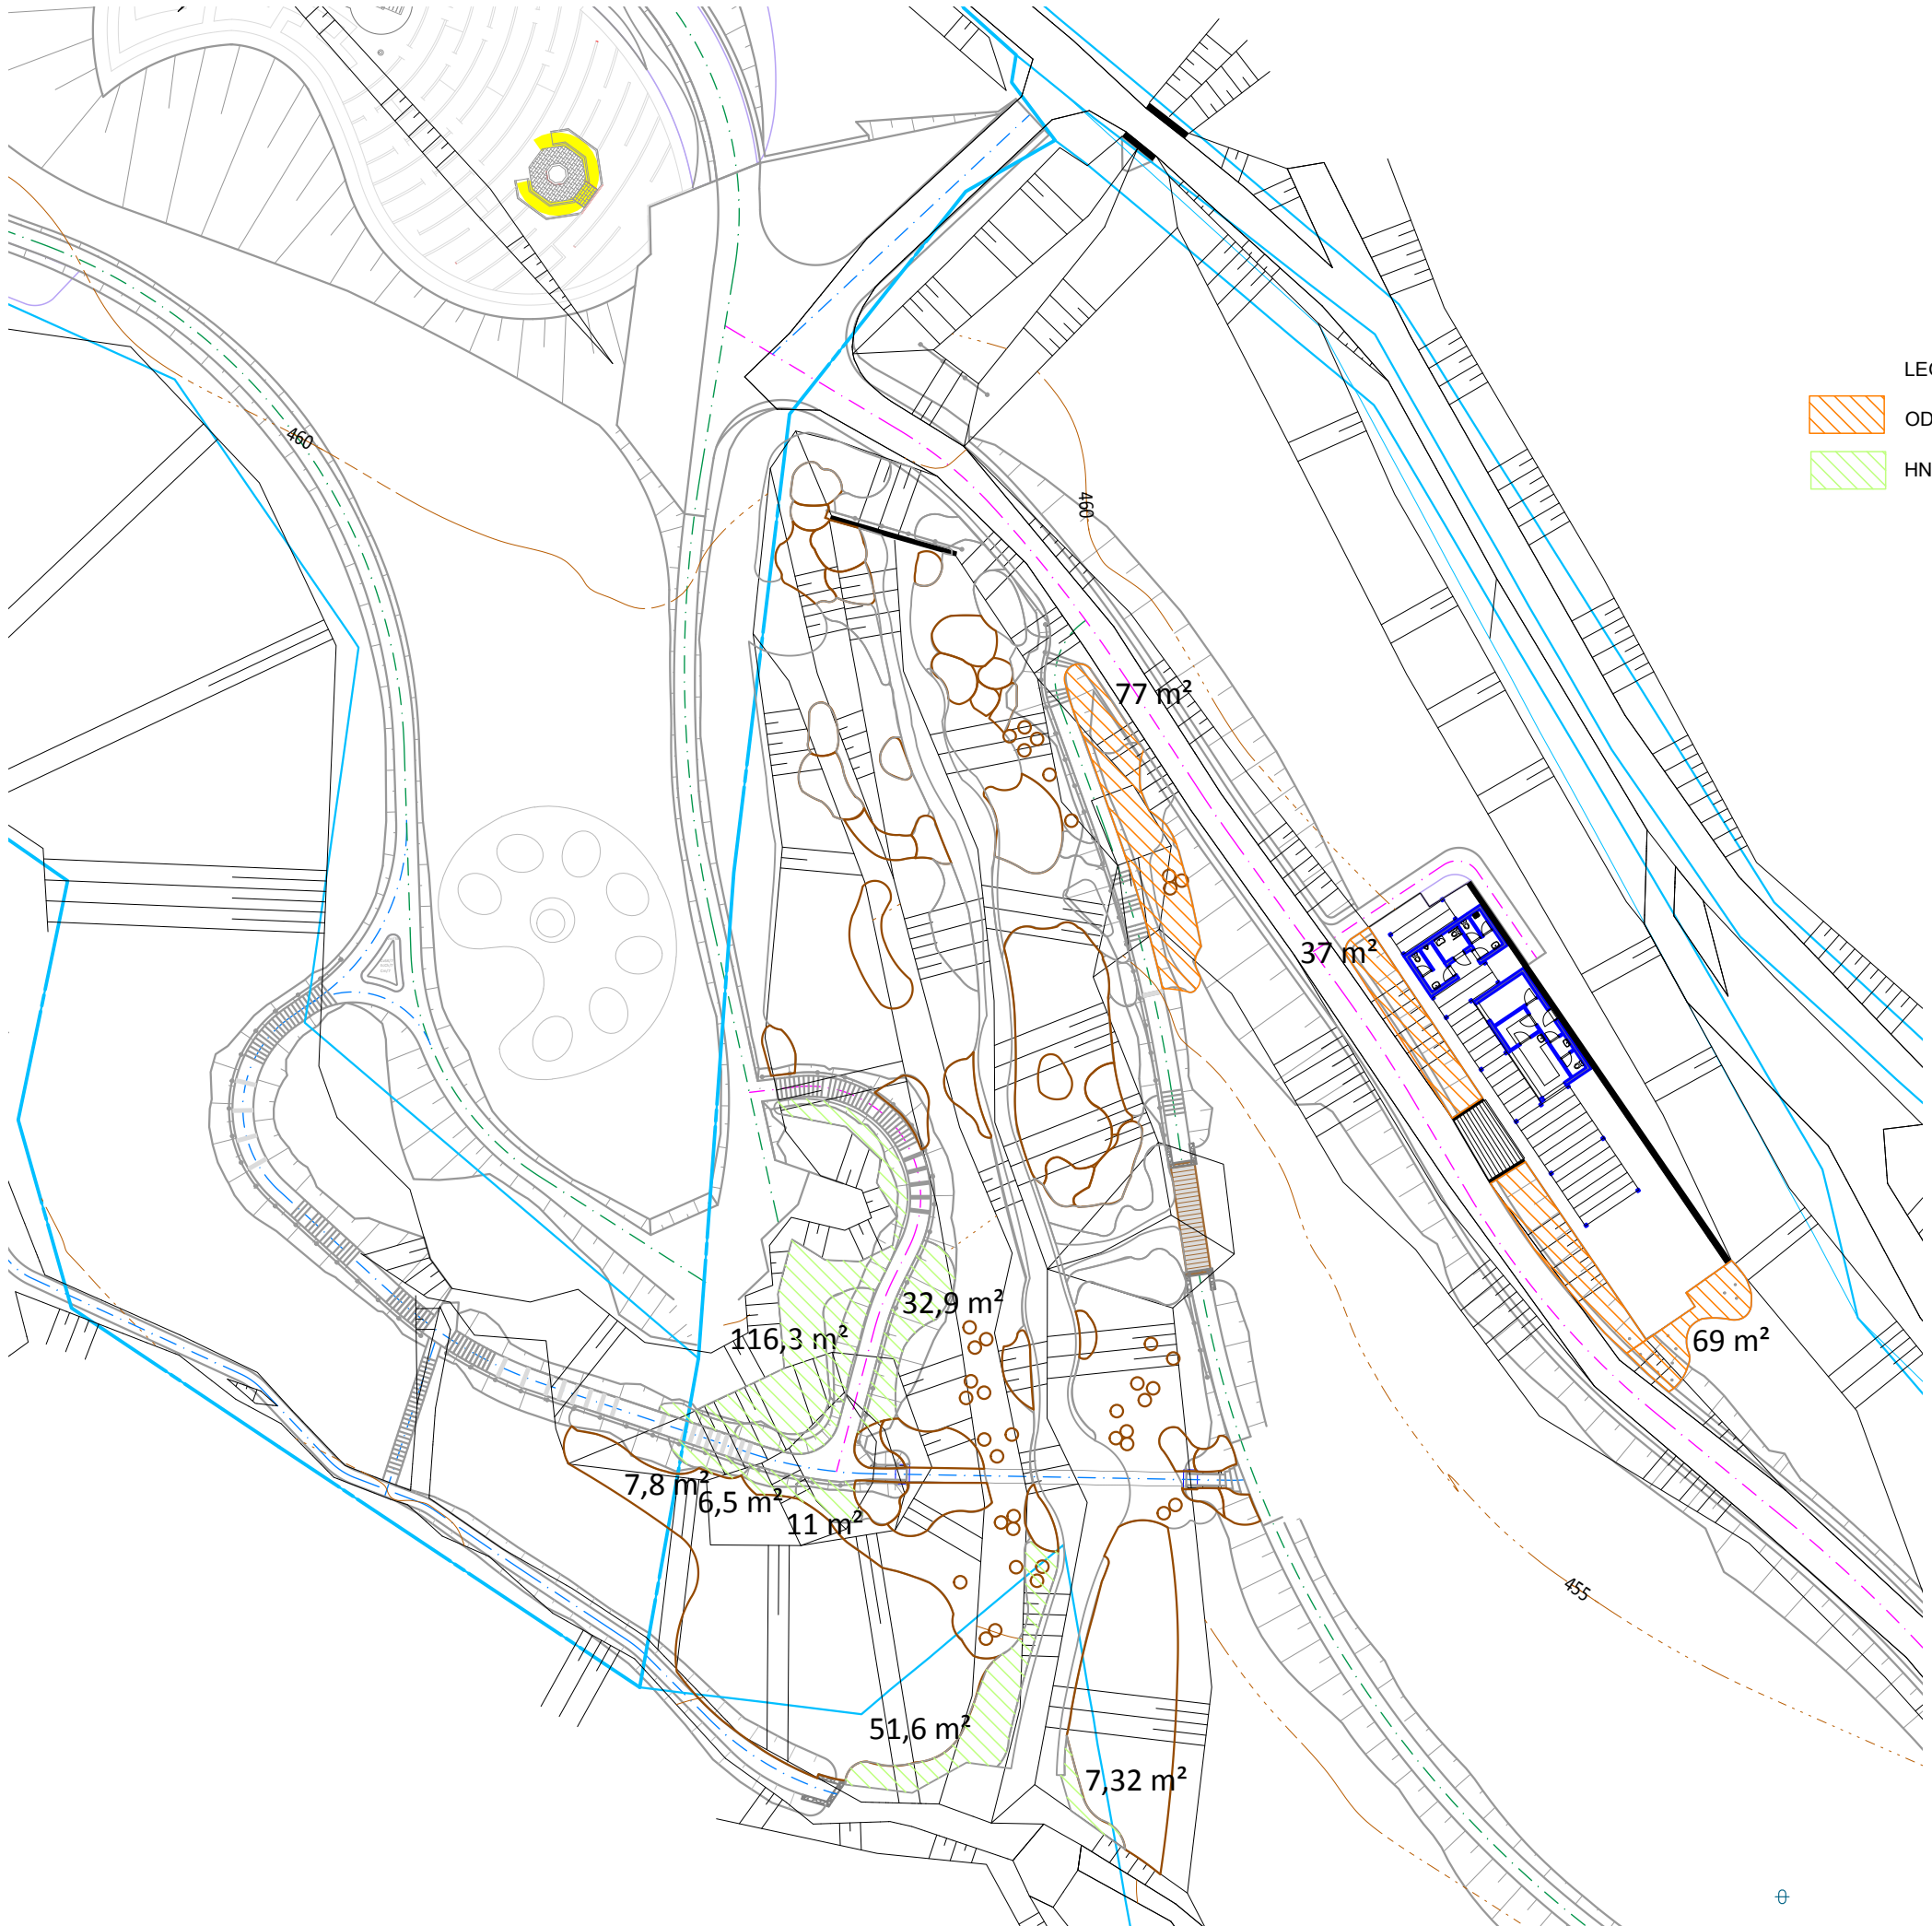 LE
OD
HN
460
460
77 m²
37 m²
32,9 m²
116,3 m²
69 m²
7,8 m²
6,5 m²
11 m²
455
51,6 m²
7,32 m²